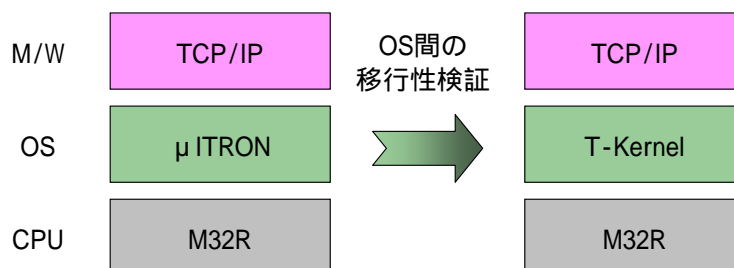 M/W
TCP/IP
OS間の
移行性検証
TCP/IP
OS
μITRON
T-Kernel
CPU
M32R
M32R